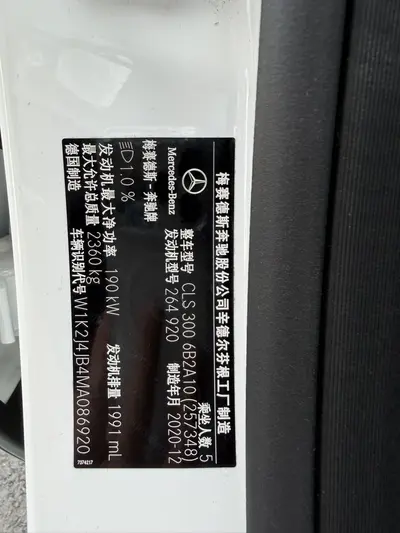 梅赛德斯奔驰股份公司辛德尔芬根工厂制造
Mercedes-Benz
梅赛德斯-奔驰牌
乘坐人数 5
整车型号 CLS 300 6B2A10 (257348)
发动机型号 264 920 制造年月 2020-12
1.0 %
发动机最大净功率 190 kW 发动机排量 1991 mL
最大允许总质量 2360 kg
德国制造 车辆识别代号 W1K2J4JB4MA086920
7374217